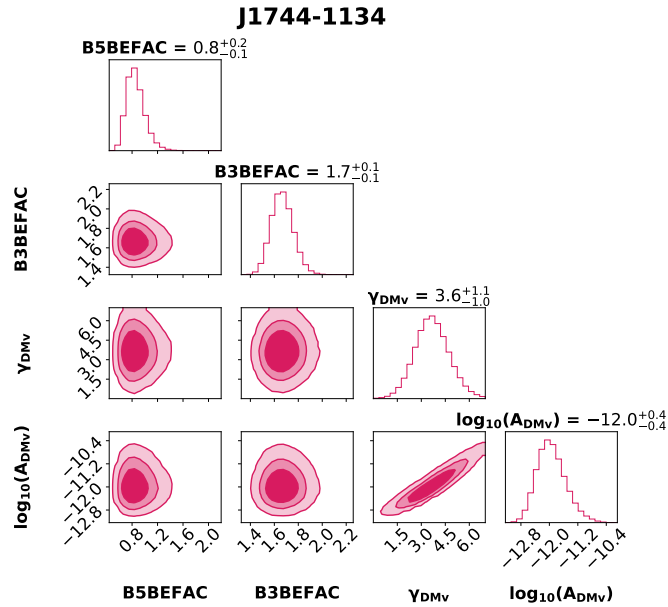 J1744-1134
B5BEFAC = 0.8+0.2 −0.1
B3BEFAC = 1.7+0.1 −0.1
2.2
2.0
1.8
1.6
1.4
B3BEFAC
γDMv = 3.6+1.1 −1.0
6.0
4.5
3.0
1.5
γDMv
log10(ADMv) = −12.0+0.4 −0.4
−10.4
−11.2
−12.0
−12.8
log10(ADMv)
0.8 1.2 1.6 2.0 1.4 1.6 1.8 2.0 2.2 1.5 3.0 4.5 6.0 −12.8 −12.0 −11.2 −10.4
B5BEFAC B3BEFAC γDMv log10(ADMv)